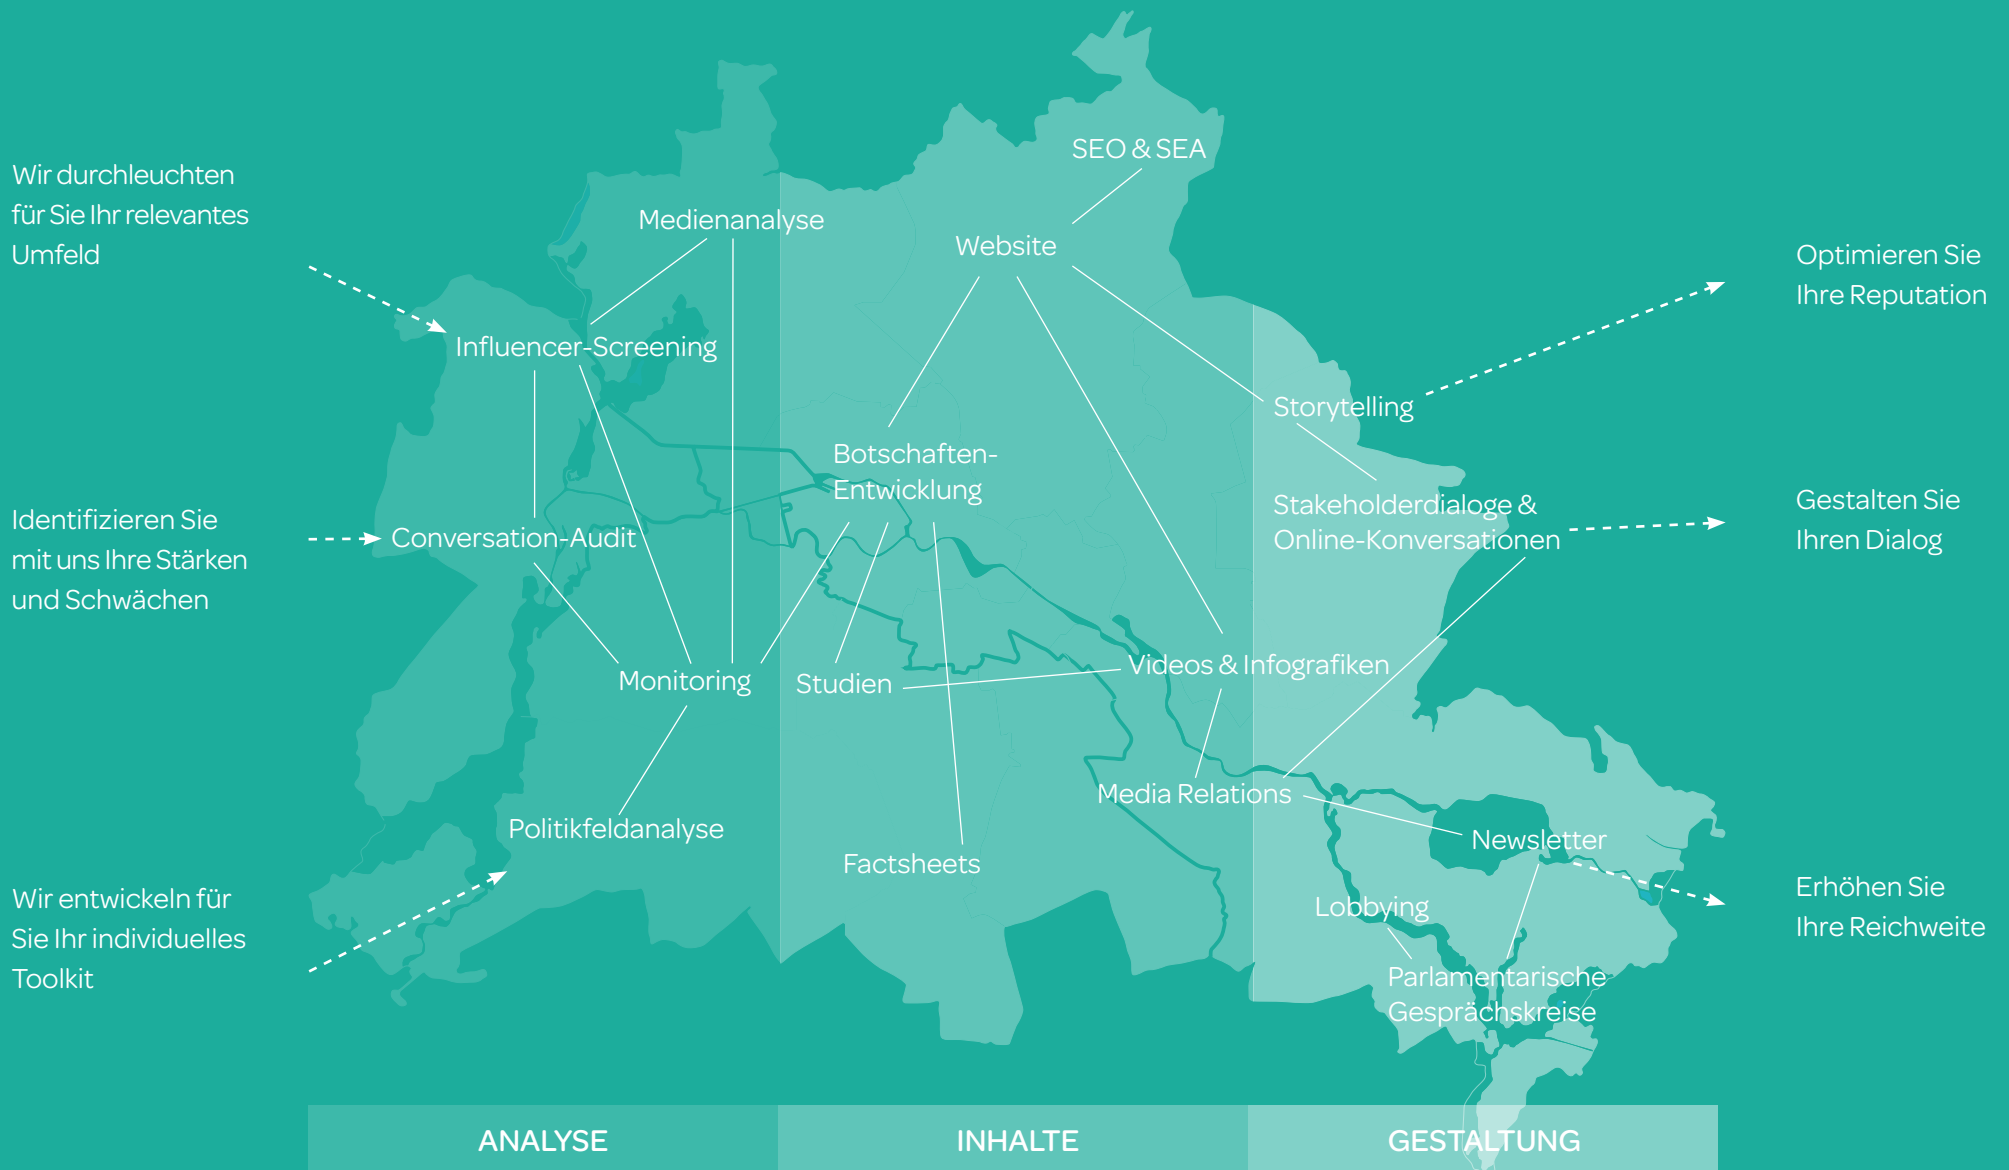 Wir durchleuchten
für Sie Ihr relevantes
Umfeld
Identifizieren Sie
mit uns Ihre Stärken
und Schwächen
Wir entwickeln für
Sie Ihr individuelles
Toolkit
Medienanalyse
Influencer-Screening
Conversation-Audit
Monitoring
Politikfeldanalyse
SEO & SEA
Website
Botschaften-
Entwicklung
Studien
Videos & Infografiken
Media Relations
Factsheets
Storytelling
Stakeholderdialoge &
Online-Konversationen
Newsletter
Lobbying
Parlamentarische
Gesprächskreise
Optimieren Sie
Ihre Reputation
Gestalten Sie
Ihren Dialog
Erhöhen Sie
Ihre Reichweite
ANALYSE
INHALTE
GESTALTUNG